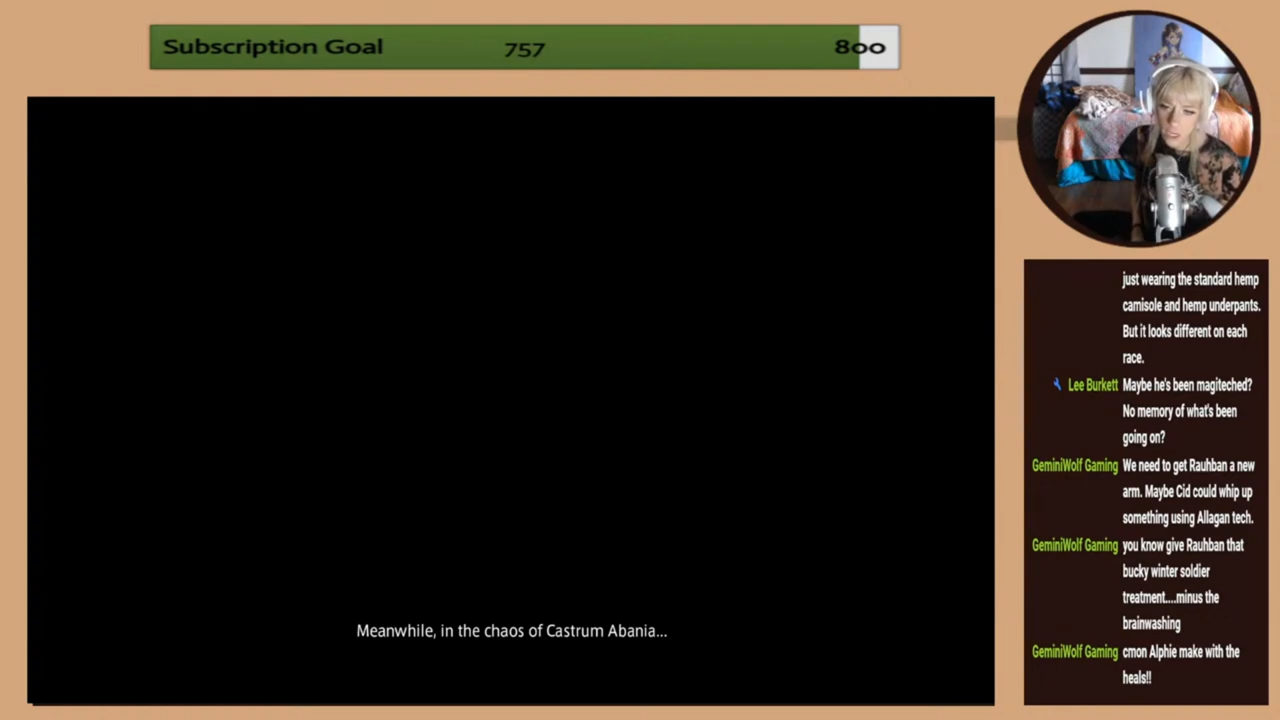 Subscription Goal 757 800
just wearing the standard hemp
camisole and hemp underpants.
But it looks different on each
race.
Lee Burkett Maybe he's been magiteched?
No memory of what's been
going on?
GeminiWolf Gaming We need to get Rauhban a new
arm. Maybe Cid could whip up
something using Allagan tech.
GeminiWolf Gaming you know give Rauhban that
bucky winter soldier
treatment....minus the
brainwashing
GeminiWolf Gaming cmon Alphie make with the
heals!!
Meanwhile, in the chaos of Castrum Abania...